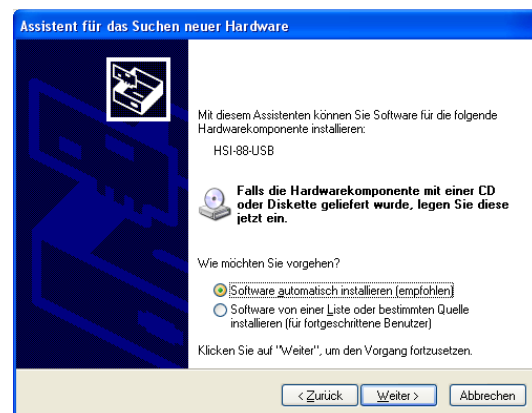 Assistent für das Suchen neuer Hardware
Mit diesem Assistenten können Sie Software für die folgende
Hardwarekomponente installieren:
HSI-88-USB
Falls die Hardwarekomponente mit einer CD
oder Diskette geliefert wurde, legen Sie diese
jetzt ein.
Wie möchten Sie vorgehen?
Software automatisch installieren (empfohlen)
Software von einer Liste oder bestimmten Quelle
installieren (für fortgeschrittene Benutzer)
Klicken Sie auf "Weiter", um den Vorgang fortzusetzen.
< Zurück Weiter > Abbrechen